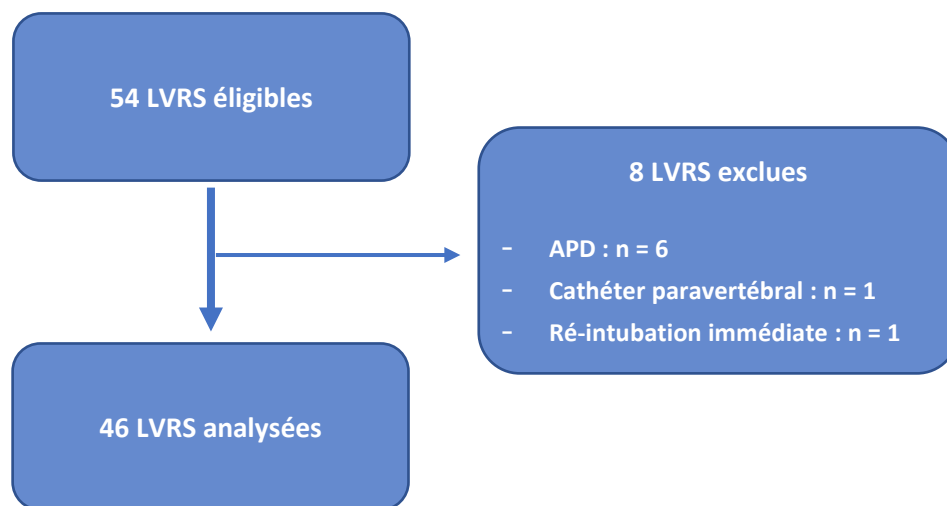 54 LVRS éligibles
8 LVRS exclues
- APD : n = 6
- Cathéter paravertébral : n = 1
- Ré-intubation immédiate : n = 1
46 LVRS analysées